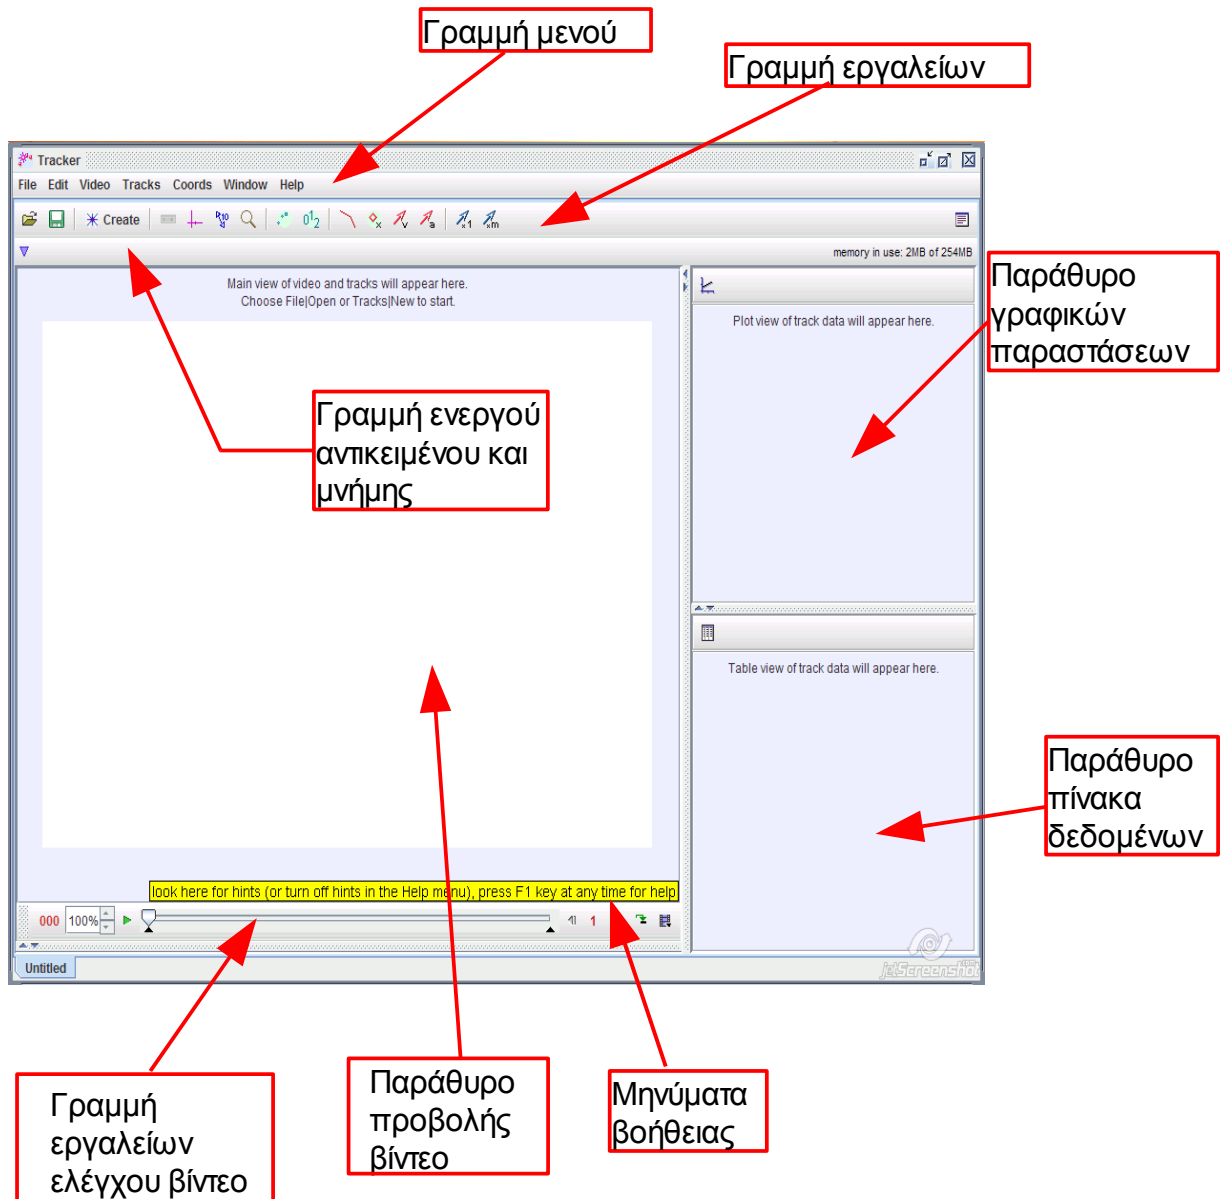 Γραμμή μενού
Γραμμή εργαλείων
Tracker
File Edit Video Tracks Coords Window Help
Create
memory in use: 2MB of 254MB
Main view of video and tracks will appear here.
Choose File|Open or Tracks|New to start.
Plot view of track data will appear here.
Παράθυρο
γραφικών
παραστάσεων
Γραμμή ενεργού
αντικειμένου και
μνήμης
Table view of track data will appear here.
Παράθυρο
πίνακα
δεδομένων
look here for hints (or turn off hints in the Help menu), press F1 key at any time for help
000 100% 1
Untitled
jetScreenshot
Γραμμή
εργαλείων
ελέγχου βίντεο
Παράθυρο
προβολής
βίντεο
Μηνύματα
βοήθειας